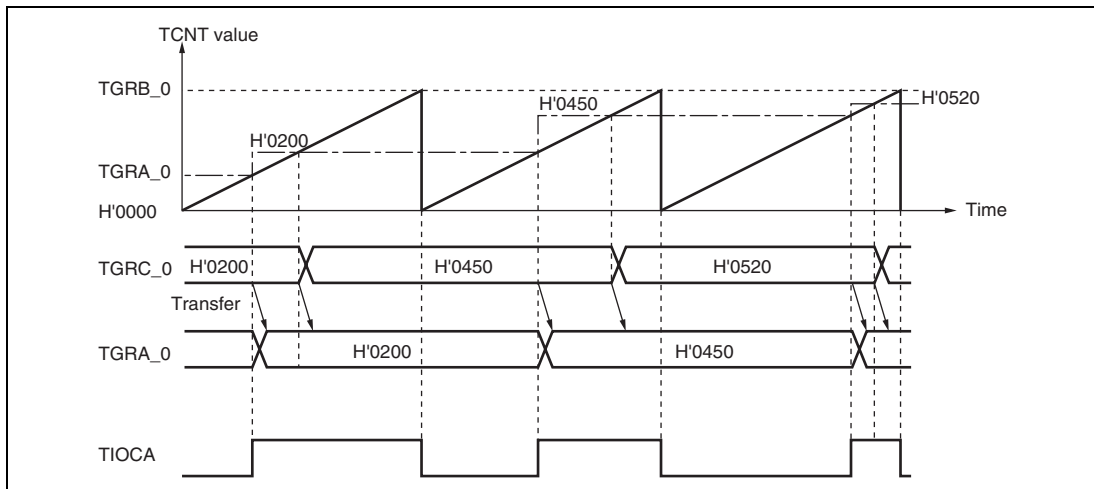 TCNT value
TGRB_0
H'0520
H'0450
H'0200
TGRA_0
H'0000
Time
TGRC_0
H'0200
H'0450
H'0520
Transfer
TGRA_0
H'0200
H'0450
TIOCA